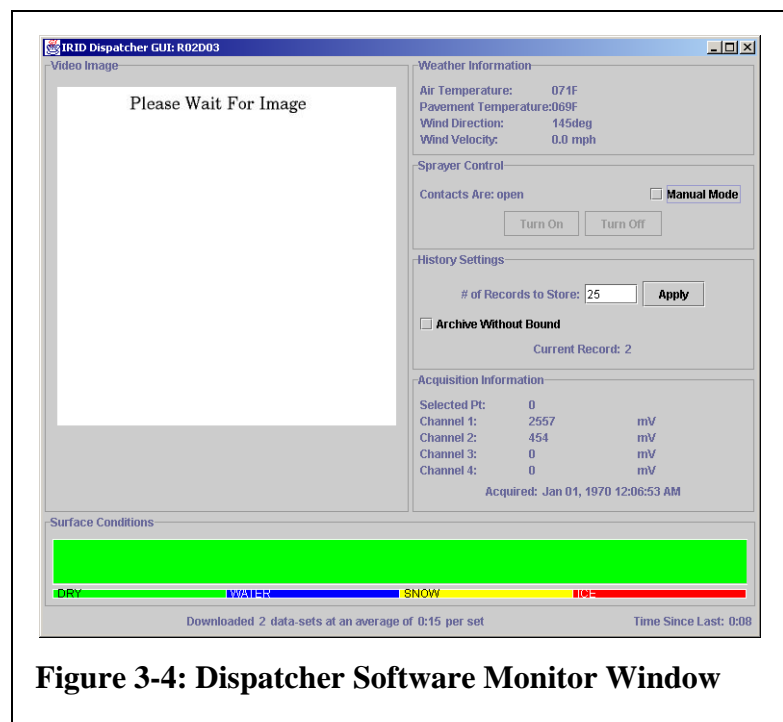 IRID Dispatcher GUI: R02D03
Video Image
Please Wait For Image
Weather Information
Air Temperature: 071F
Pavement Temperature:069F
Wind Direction: 145deg
Wind Velocity: 0.0 mph
Sprayer Control
Contacts Are: open Manual Mode
Turn On Turn Off
History Settings
# of Records to Store: 25 Apply
Archive Without Bound
Current Record: 2
Acquisition Information
Selected Pt: 0
Channel 1: 2557 mV
Channel 2: 454 mV
Channel 3: 0 mV
Channel 4: 0 mV
Acquired: Jan 01, 1970 12:06:53 AM
Surface Conditions
DRY WATER SNOW ICE
Downloaded 2 data-sets at an average of 0:15 per set Time Since Last: 0:08
Figure 3-4: Dispatcher Software Monitor Window